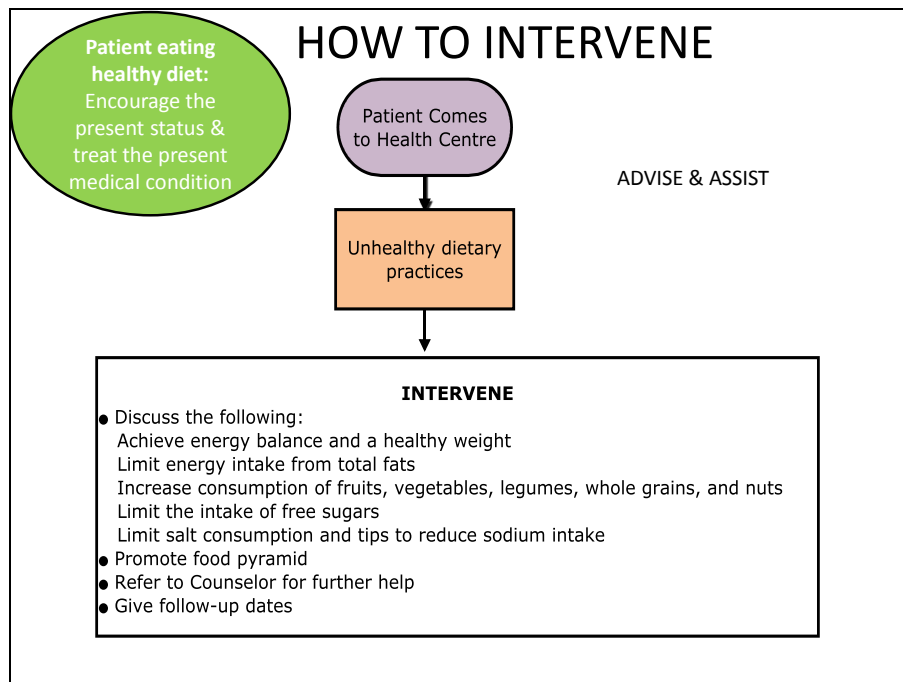 HOW TO INTERVENE
Patient eating
healthy diet:
Encourage the
present status &
treat the present
medical condition
Patient Comes
to Health Centre
ADVISE & ASSIST
Unhealthy dietary
practices
INTERVENE
● Discuss the following:
Achieve energy balance and a healthy weight
Limit energy intake from total fats
Increase consumption of fruits, vegetables, legumes, whole grains, and nuts
Limit the intake of free sugars
Limit salt consumption and tips to reduce sodium intake
● Promote food pyramid
● Refer to Counselor for further help
● Give follow-up dates